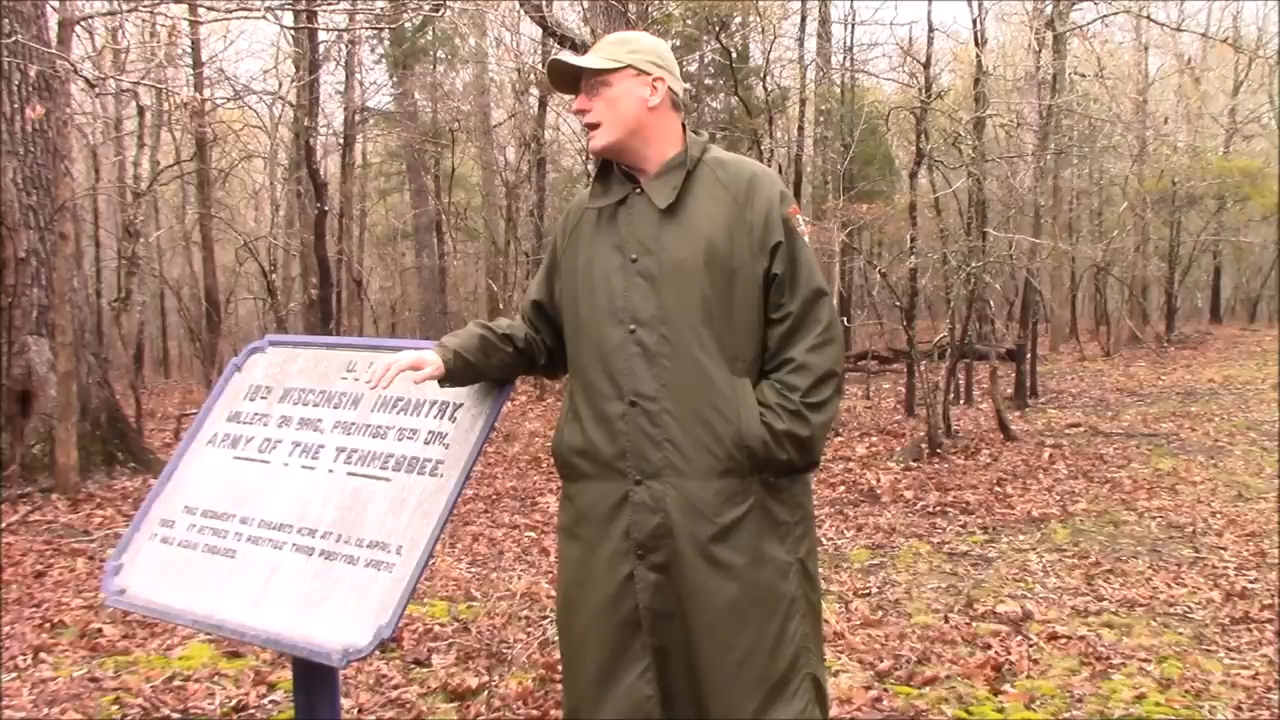 U. S.
18TH WISCONSIN INFANTRY,
MILLER'S (2D) BRIG., PRENTISS' (6TH) DIV.,
ARMY OF THE TENNESSEE.
THIS REGIMENT WAS ENGAGED HERE AT 9 A.M. APRIL 6,
1862. IT RETIRED TO PRENTISS' THIRD POSITION WHERE
IT WAS AGAIN ENGAGED.